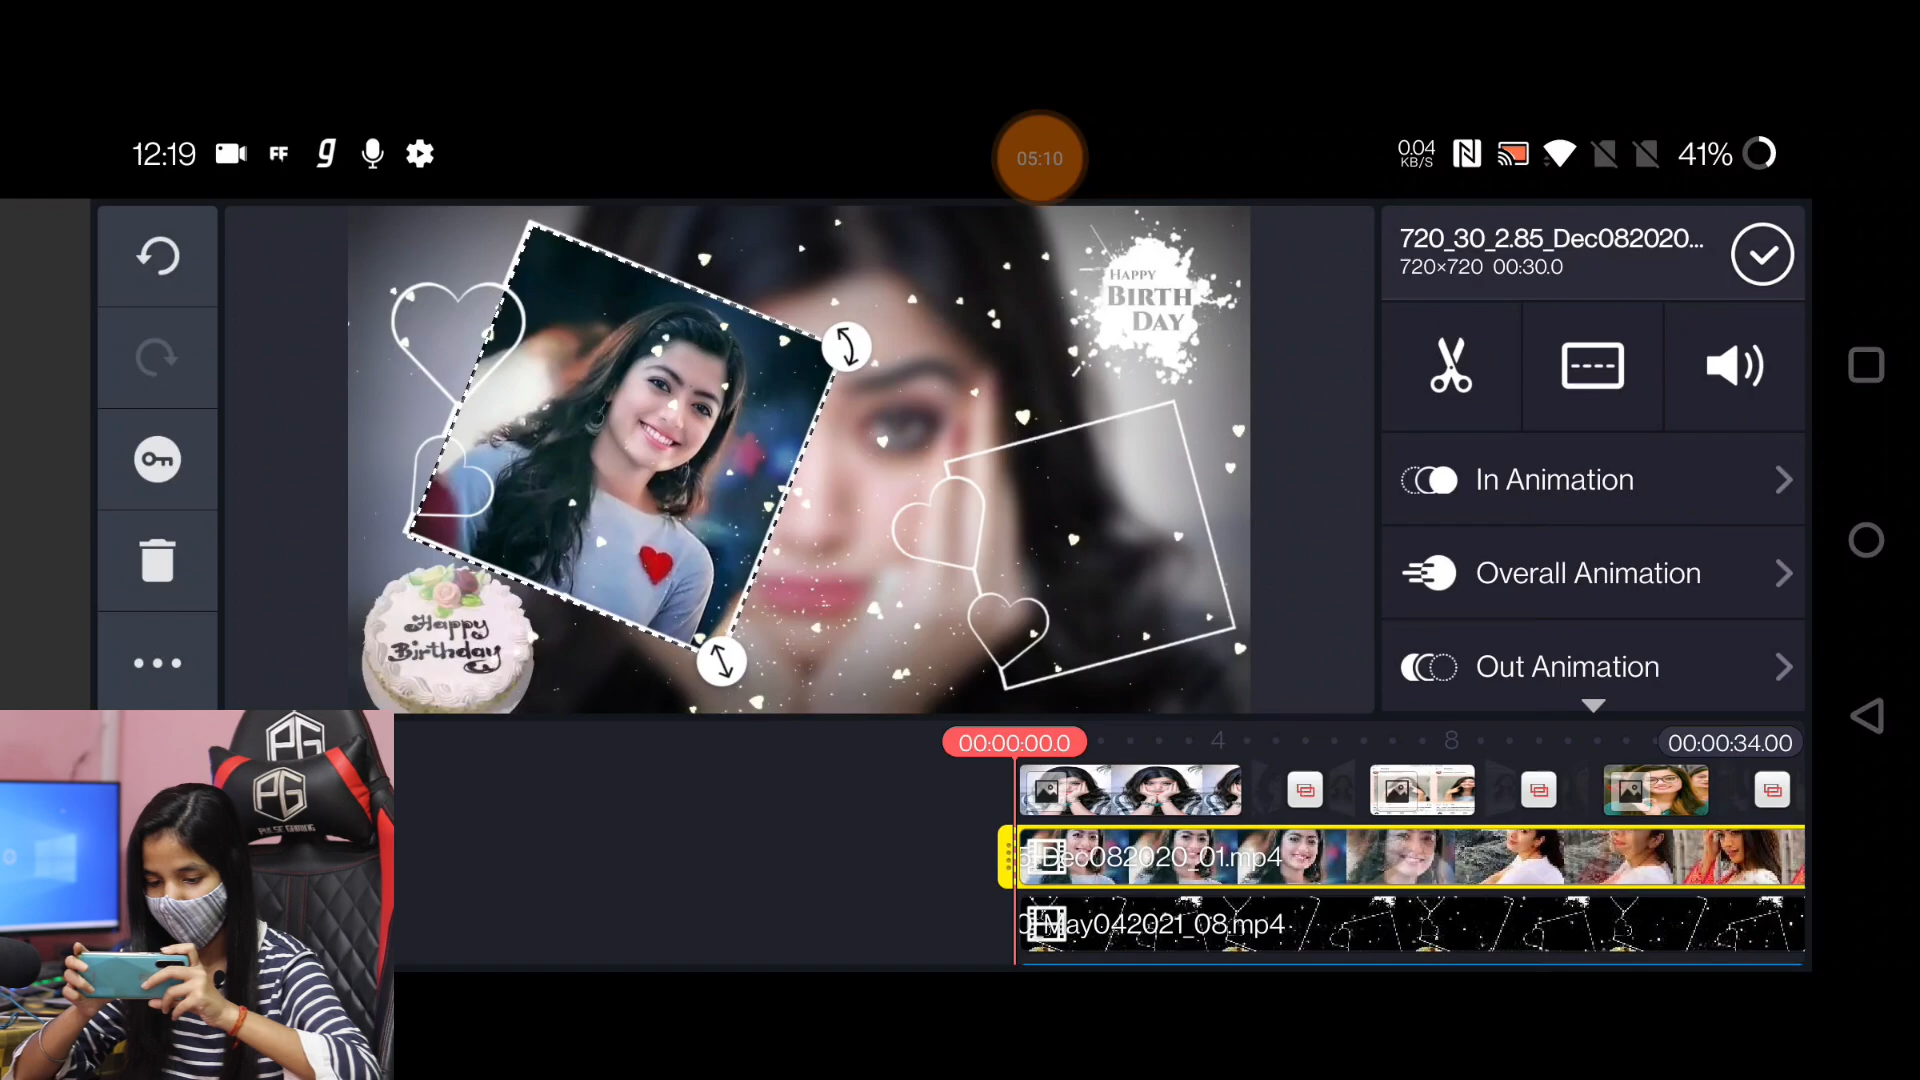 12:19
05:10
0.04
KB/S
41%
720_30_2.85_Dec082020...
720×720 00:30.0
HAPPY
BIRTH
DAY
In Animation
Overall Animation
Out Animation
Happy
Birthday
00:00:00.0
4
8
00:00:34.00
Dec082020_01.mp4
May042021_08.mp4
PG
PG
PULSE GAMING